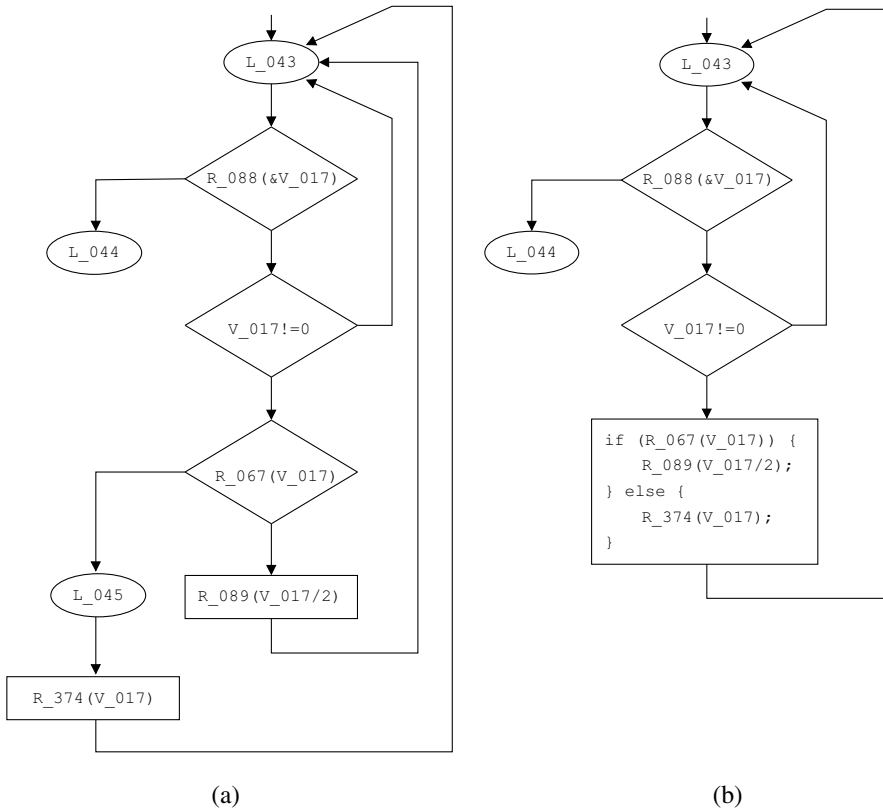 L_043
R_088(&V_017)
L_044
V_017!=0
R_067(V_017)
L_045
R_089(V_017/2)
R_374(V_017)
(a)
L_043
R_088(&V_017)
L_044
V_017!=0
if (R_067(V_017)) {
R_089(V_017/2);
} else {
R_374(V_017);
}
(b)